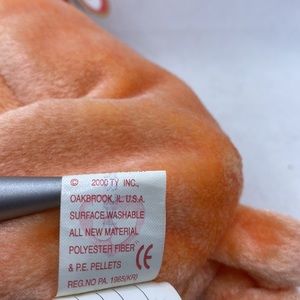 © 2000 TY INC.,
OAKBROOK, IL. U.S.A.
SURFACE WASHABLE
ALL NEW MATERIAL
POLYESTER FIBER
& P.E. PELLETS CE
REG.NO PA. 1965(KR)